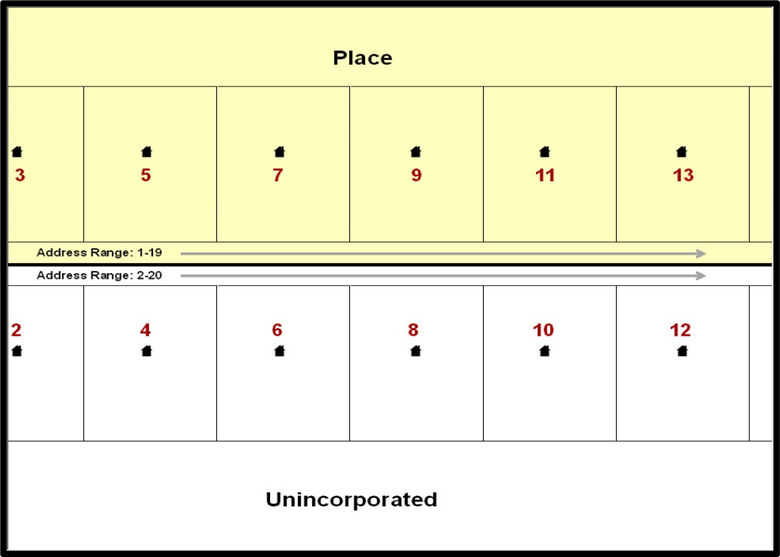 Place
3 5 7 9 11 13
Address Range: 1-19
Address Range: 2-20
2 4 6 8 10 12
Unincorporated